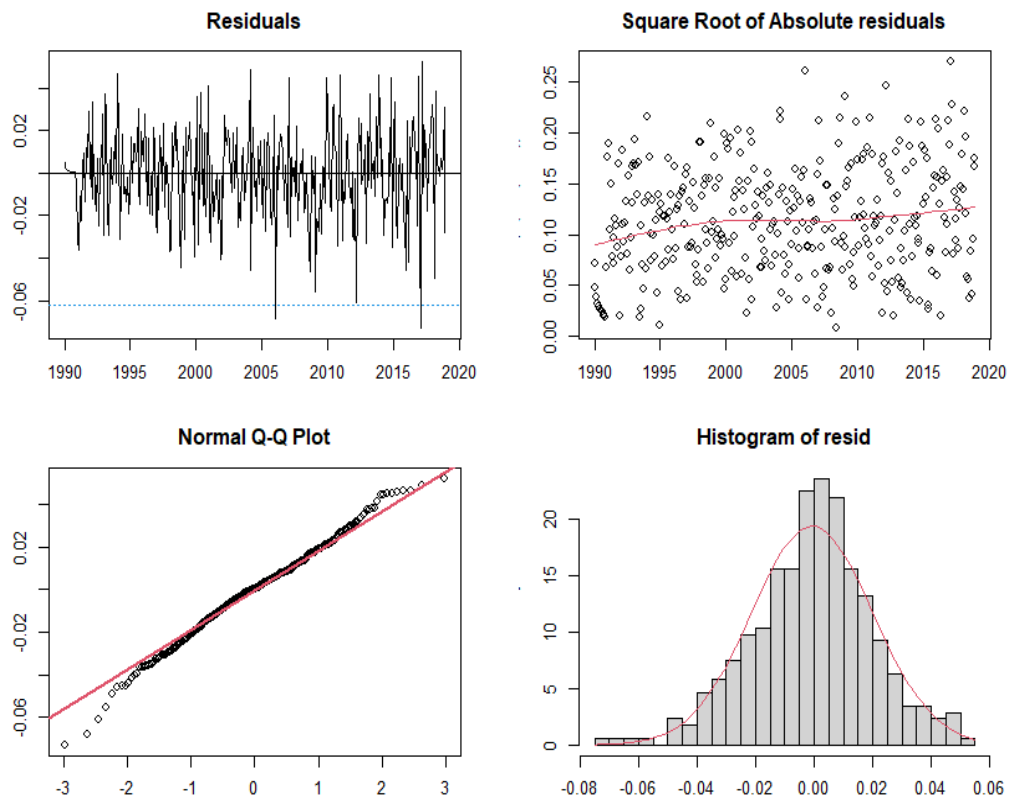 Residuals
0.02
-0.02
-0.06
1990 1995 2000 2005 2010 2015 2020
Square Root of Absolute residuals
0.25
0.20
0.15
0.10
0.05
0.00
1990 1995 2000 2005 2010 2015 2020
Normal Q-Q Plot
0.02
-0.02
-0.06
-3 -2 -1 0 1 2 3
Histogram of resid
20
15
10
5
0
-0.08 -0.06 -0.04 -0.02 0.00 0.02 0.04 0.06